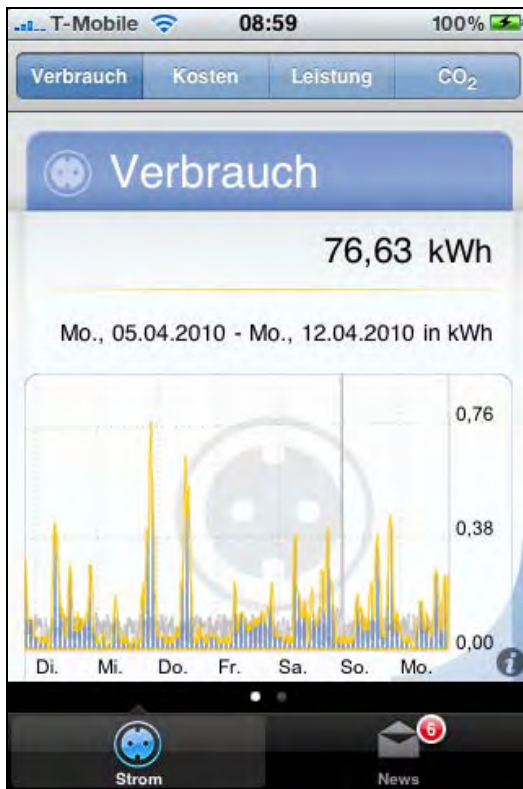 T-Mobile 08:59 100%
Verbrauch Kosten Leistung CO₂
Verbrauch
76,63 kWh
Mo., 05.04.2010 - Mo., 12.04.2010 in kWh
0,76
0,38
0,00
Di. Mi. Do. Fr. Sa. So. Mo.
i
6
Strom News